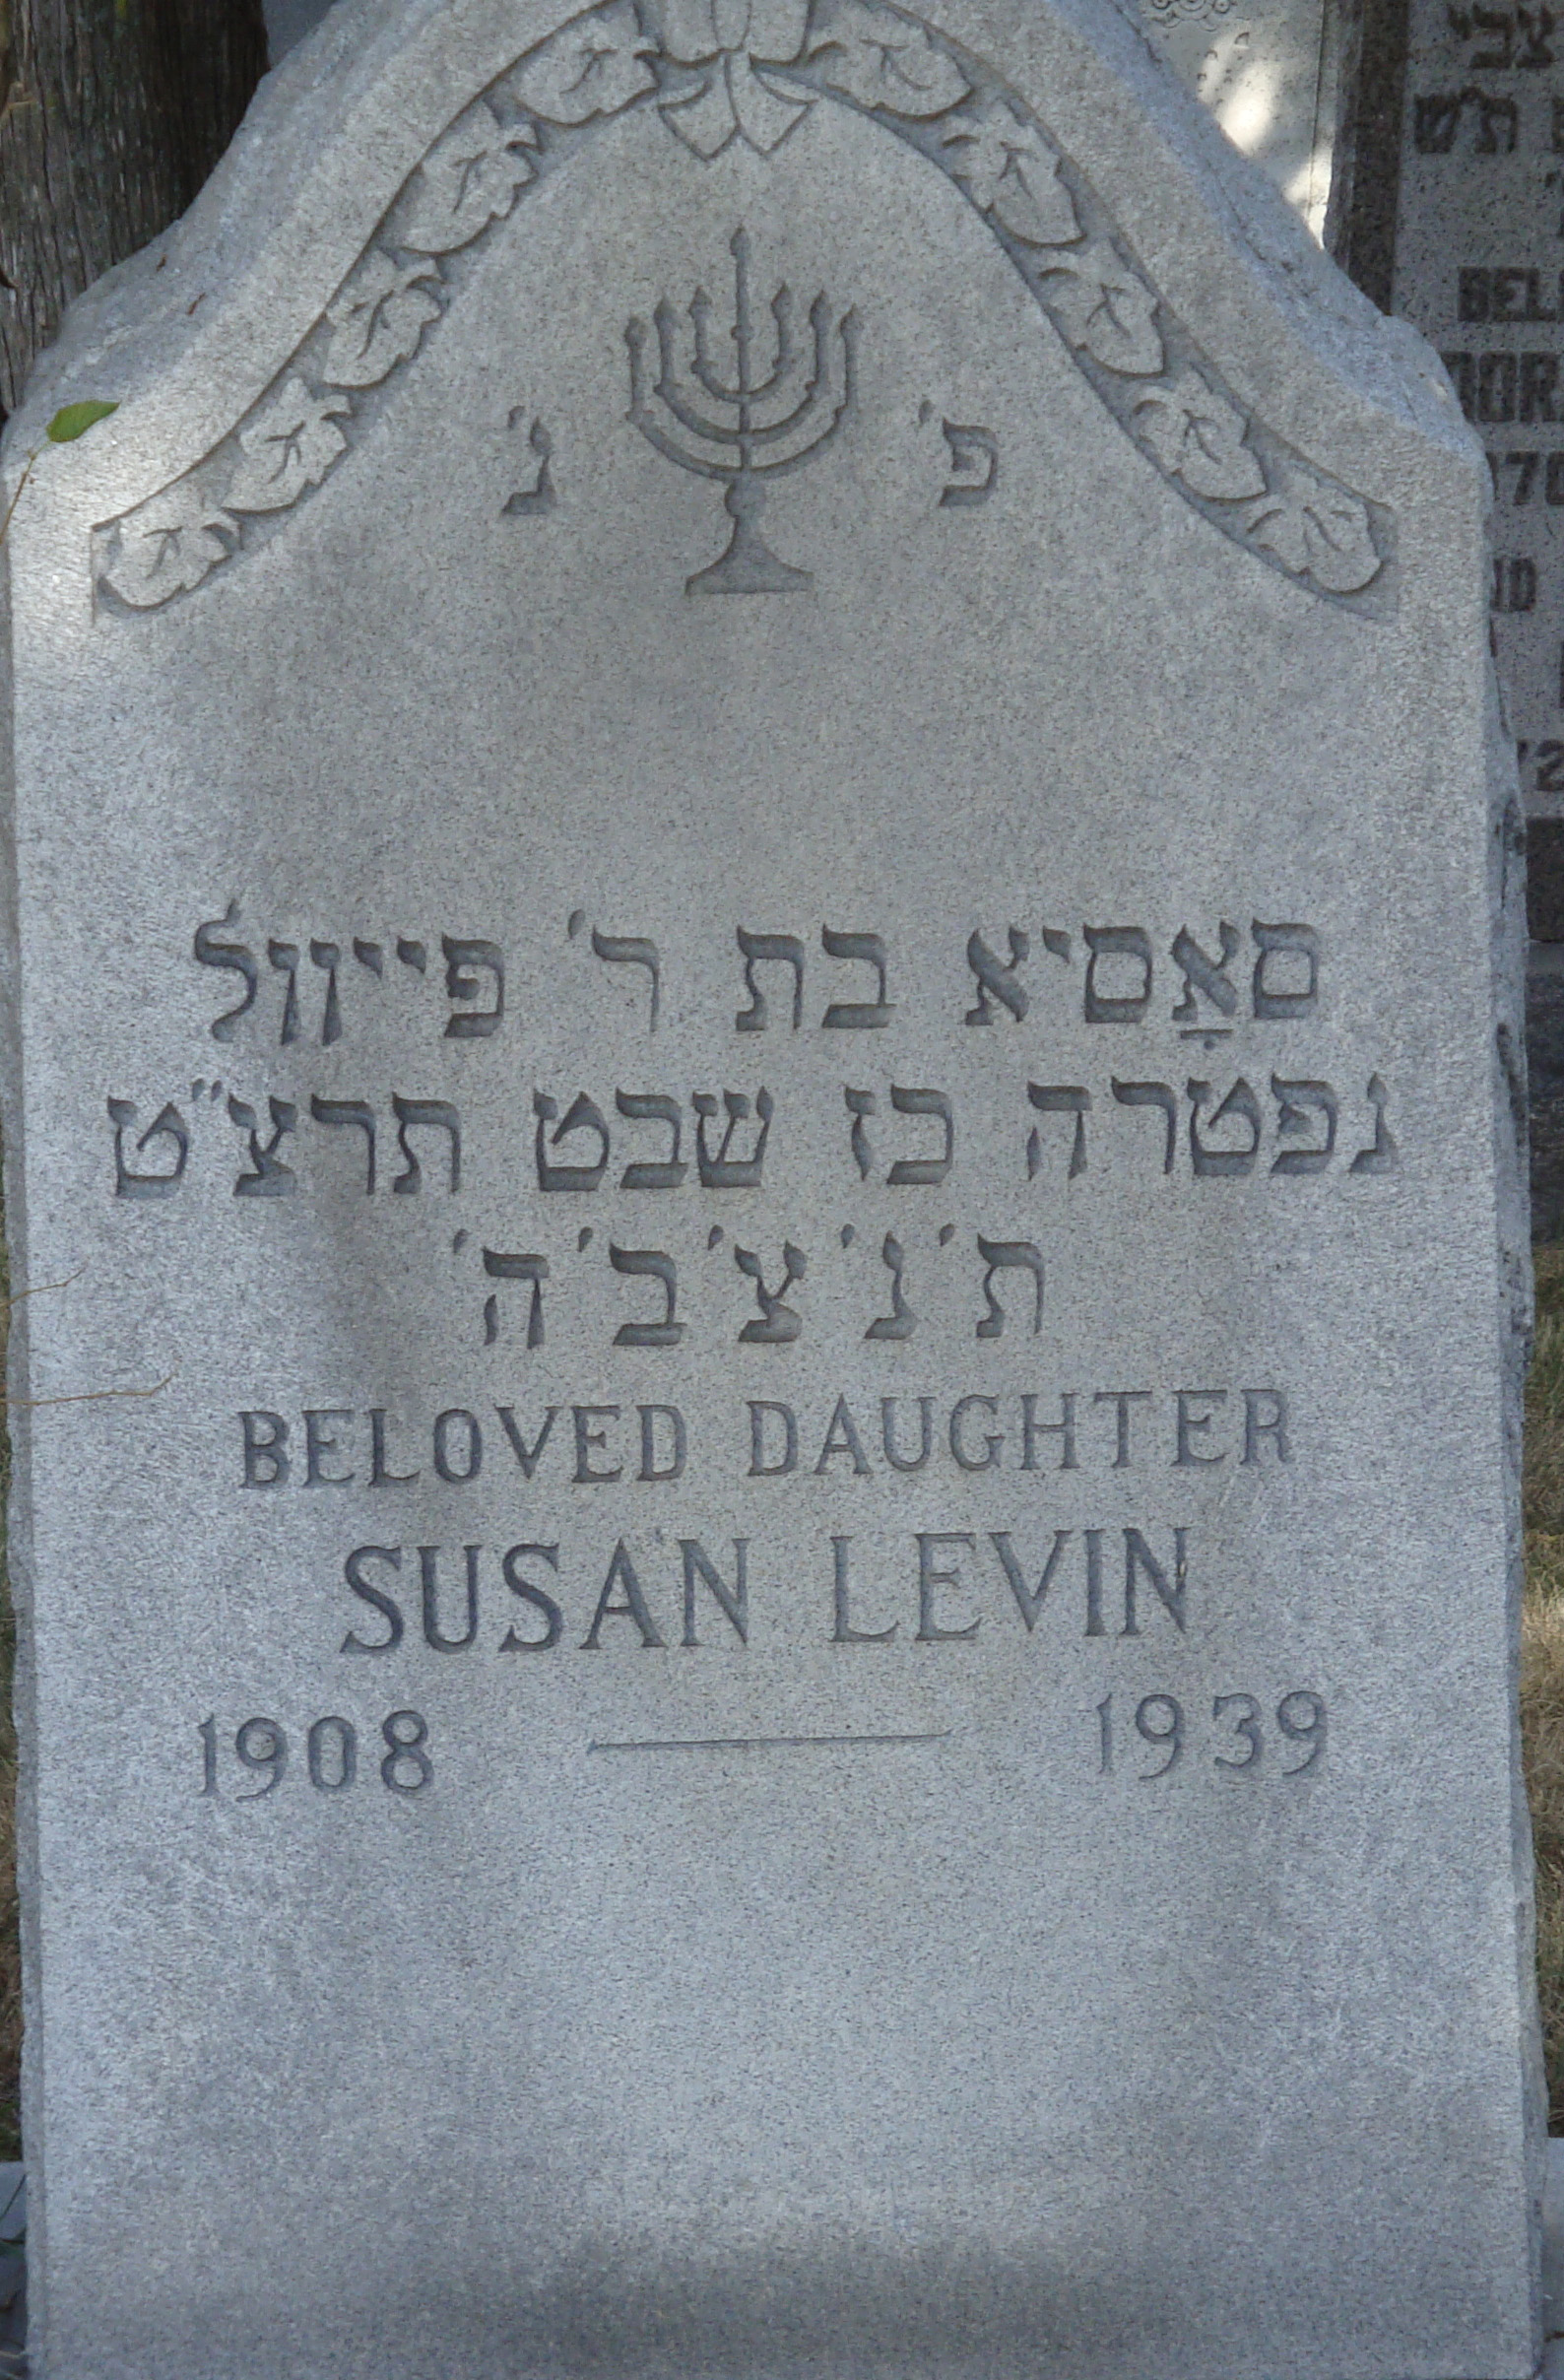 פ' נ'
סאָסיא בת ר' פייוול
נפטרה כז שבט תרצ"ט
ת'נ'צ'ב'ה'
BELOVED DAUGHTER
SUSAN LEVIN
1908 — 1939